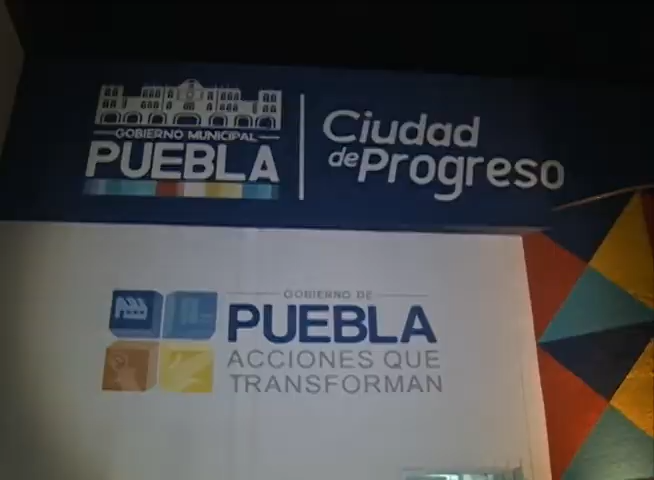 GOBIERNO MUNICIPAL
PUEBLA
Ciudad
de Progreso
GOBIERNO DE
PUEBLA
ACCIONES QUE
TRANSFORMAN